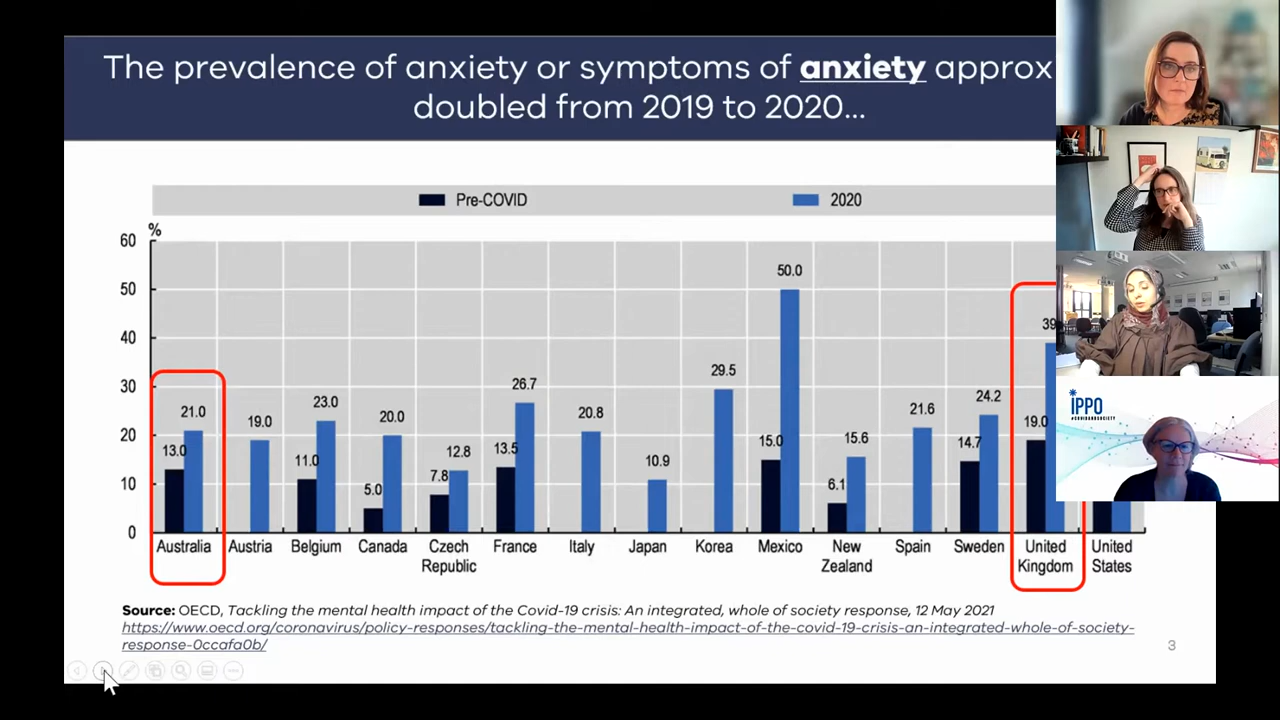 The prevalence of anxiety or symptoms of anxiety approx
doubled from 2019 to 2020...
Pre-COVID 2020
%
60
50
40
30
20
10
0
13.0 21.0
19.0
11.0 23.0
5.0 20.0
7.8 12.8
13.5 26.7
20.8
10.9
29.5
15.0 50.0
6.1 15.6
21.6
14.7 24.2
19.0 39
Australia Austria Belgium Canada Czech Republic France Italy Japan Korea Mexico New Zealand Spain Sweden United Kingdom United States
Source: OECD, Tackling the mental health impact of the Covid-19 crisis: An integrated, whole of society response, 12 May 2021
https://www.oecd.org/coronavirus/policy-responses/tackling-the-mental-health-impact-of-the-covid-19-crisis-an-integrated-whole-of-society-
response-0ccafa0b/
3
IPPO
#COVIDANDSOCIETY